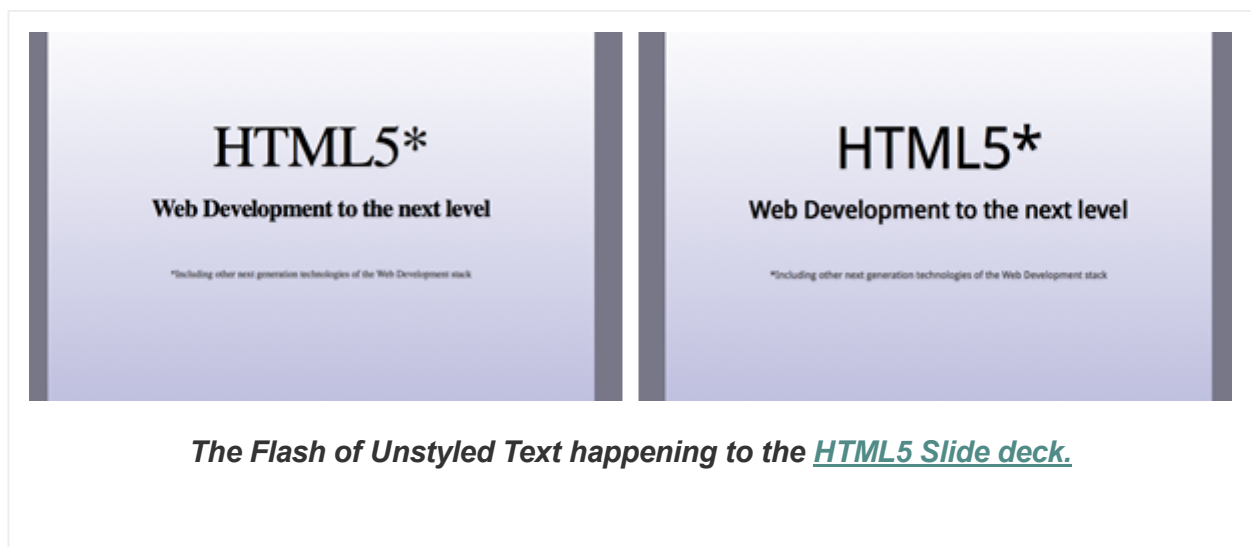 HTML5*
Web Development to the next level
*Including other next generation technologies of the Web Development stack
HTML5*
Web Development to the next level
*Including other next generation technologies of the Web Development stack
The Flash of Unstyled Text happening to the HTML5 Slide deck.